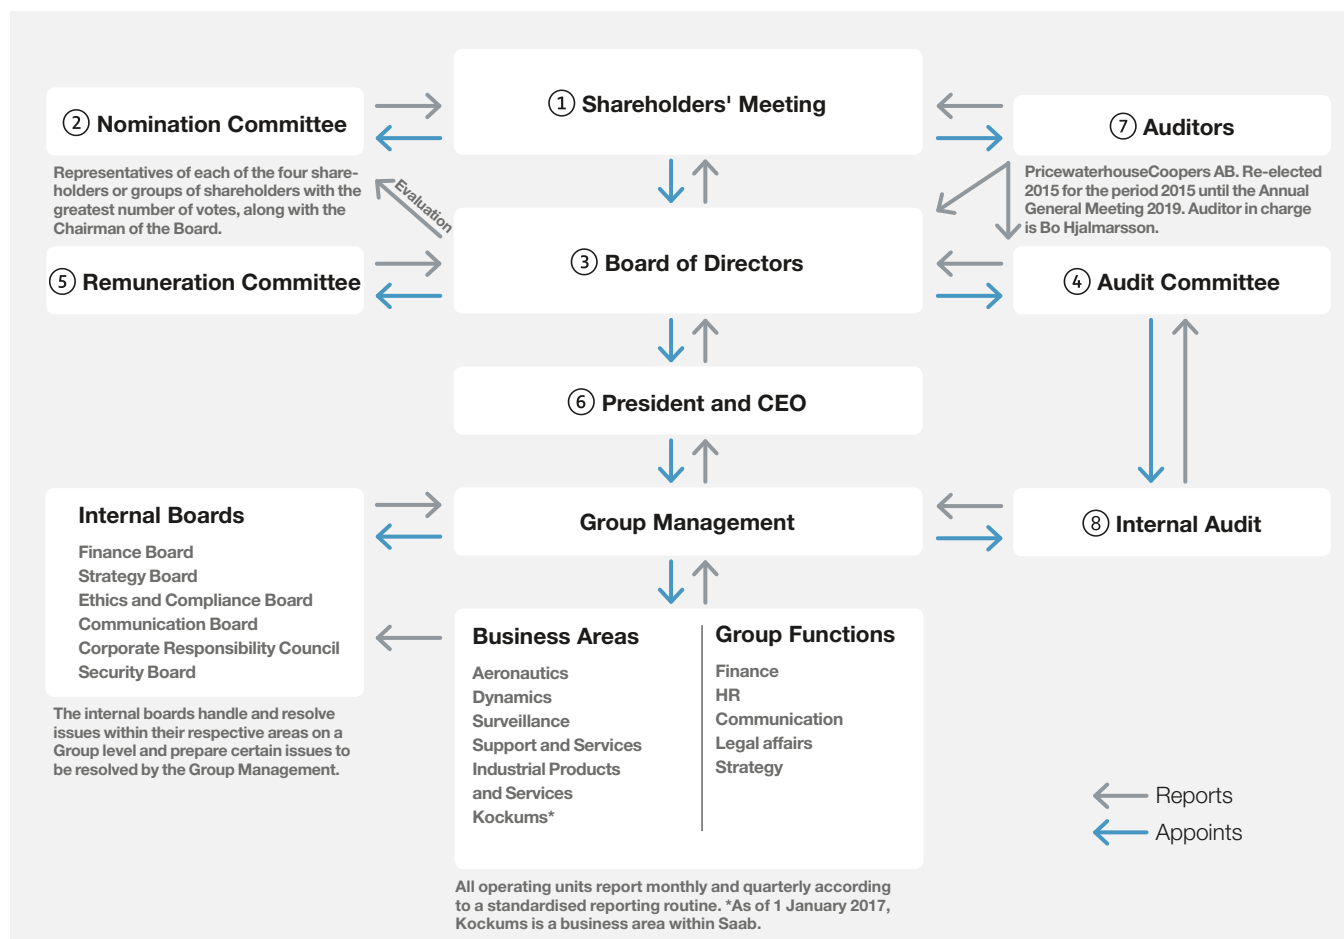 ① Shareholders' Meeting
② Nomination Committee
Representatives of each of the four share-
holders or groups of shareholders with the
greatest number of votes, along with the
Chairman of the Board.
⑦ Auditors
PricewaterhouseCoopers AB. Re-elected
2015 for the period 2015 until the Annual
General Meeting 2019. Auditor in charge
is Bo Hjalmarsson.
Evaluation
③ Board of Directors
⑤ Remuneration Committee
④ Audit Committee
⑥ President and CEO
Internal Boards
Finance Board
Strategy Board
Ethics and Compliance Board
Communication Board
Corporate Responsibility Council
Security Board
The internal boards handle and resolve
issues within their respective areas on a
Group level and prepare certain issues to
be resolved by the Group Management.
Group Management
⑧ Internal Audit
Business Areas
Aeronautics
Dynamics
Surveillance
Support and Services
Industrial Products
and Services
Kockums*
Group Functions
Finance
HR
Communication
Legal affairs
Strategy
All operating units report monthly and quarterly according
to a standardised reporting routine. *As of 1 January 2017,
Kockums is a business area within Saab.
Reports
Appoints